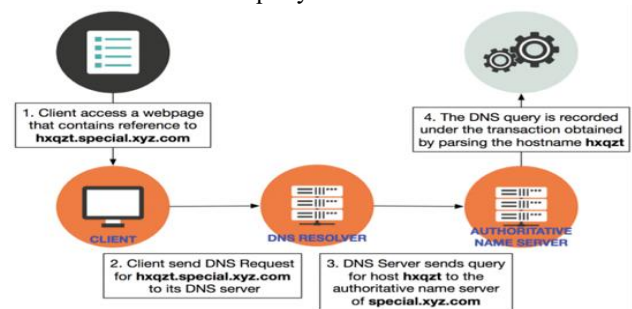 1. Client access a webpage
that contains reference to
hxqzt.special.xyz.com
4. The DNS query is recorded
under the transaction obtained
by parsing the hostname hxqzt
CLIENT
DNS RESOLVER
AUTHORITATIVE
NAME SERVER
2. Client send DNS Request
for hxqzt.special.xyz.com
to its DNS server
3. DNS Server sends query
for host hxqzt to the
authoritative name server
of special.xyz.com